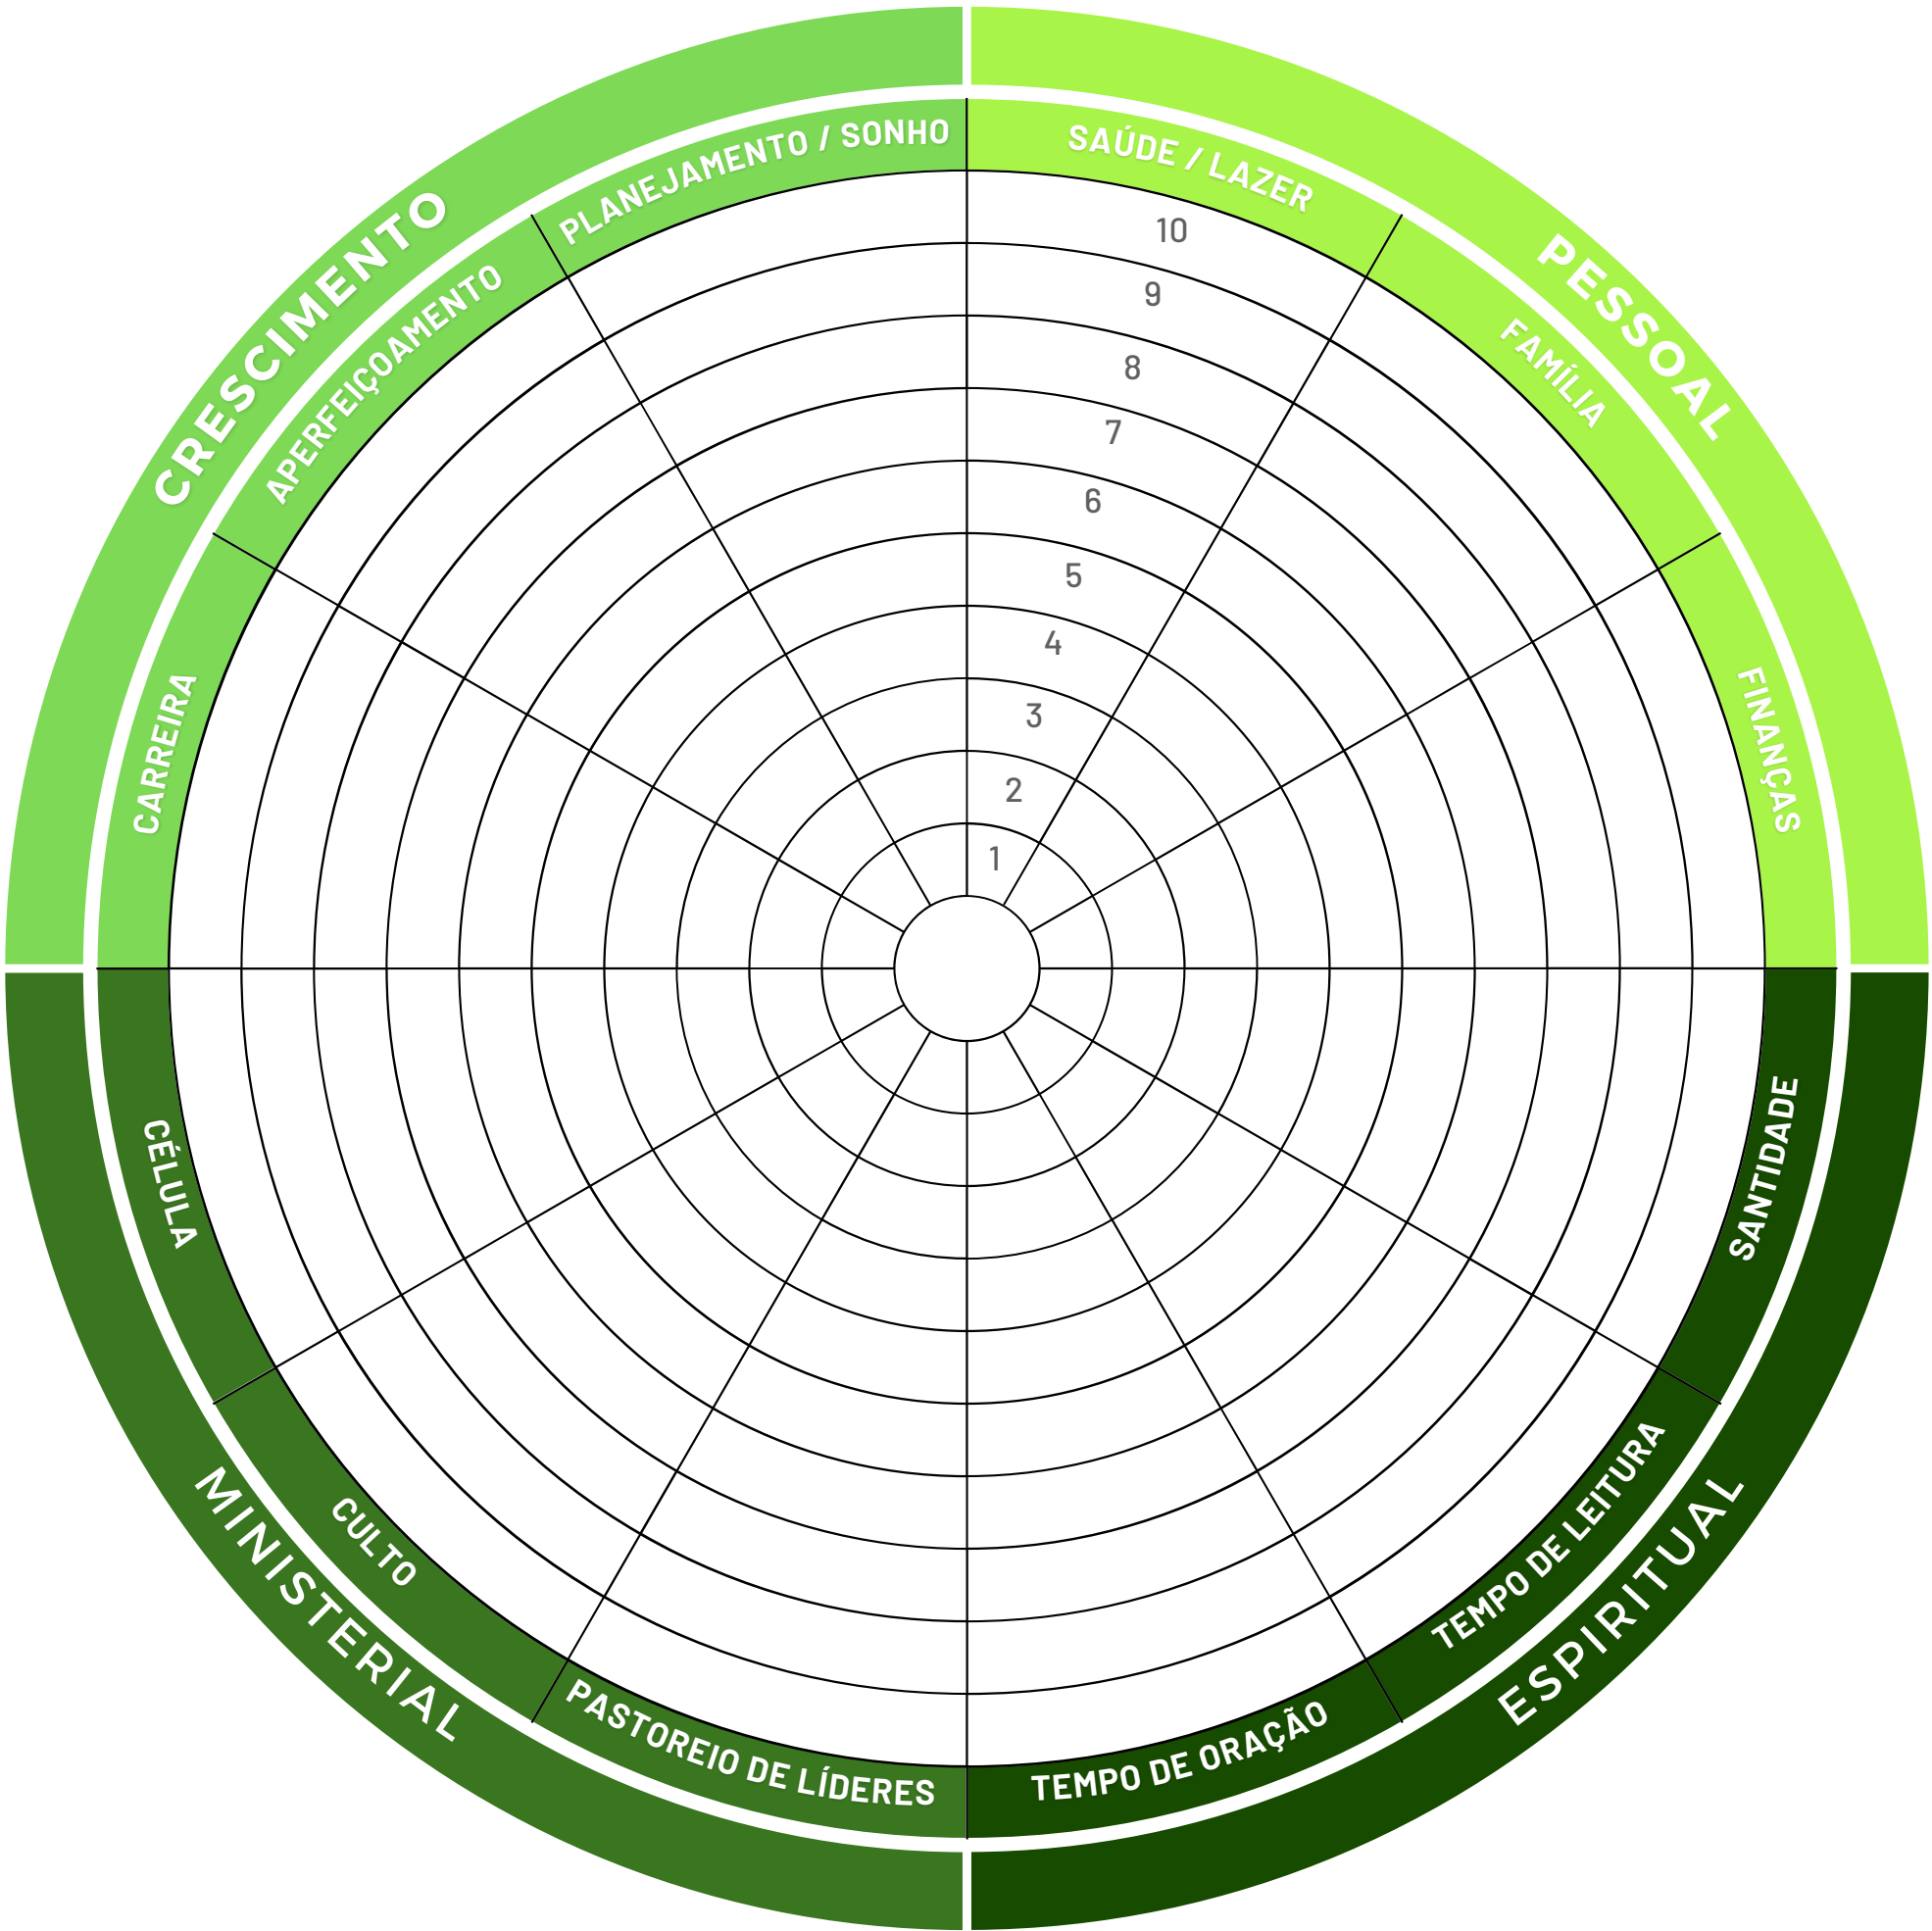 CRESCIMENTO
PESSOAL
PLANEJAMENTO / SONHO
SAÚDE / LAZER
APERFEIÇOAMENTO
FAMÍLIA
CARREIRA
FINANÇAS
10
9
8
7
6
5
4
3
2
1
CÉLULA
SANTIDADE
CULTO
TEMPO DE LEITURA
PASTOREIO DE LÍDERES
TEMPO DE ORAÇÃO
MINISTERIAL
ESPIRITUAL